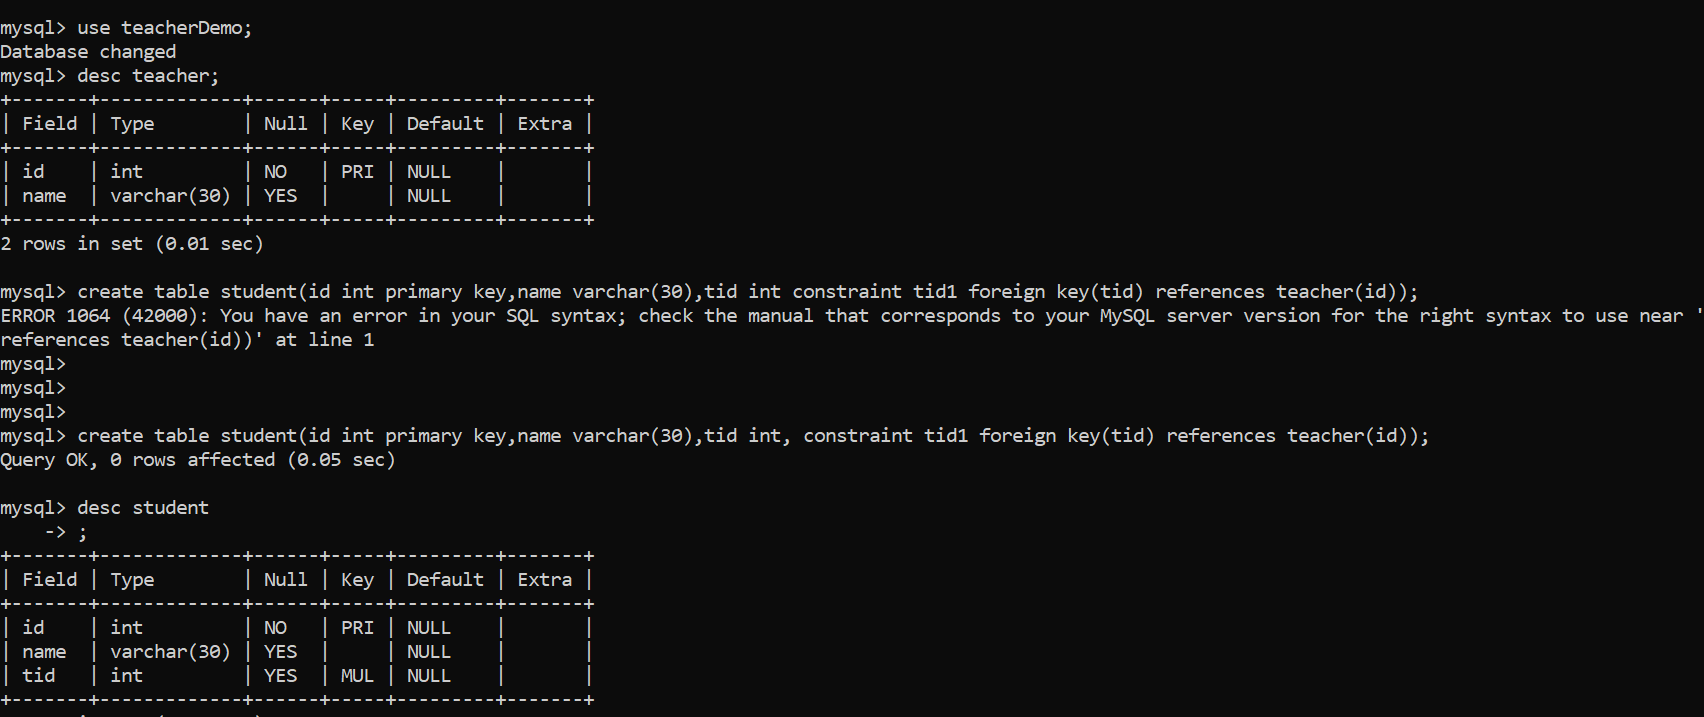 mysql> use teacherDemo;
Database changed
mysql> desc teacher;
+-------+-------------+------+-----+---------+-------+
| Field | Type        | Null | Key | Default | Extra |
+-------+-------------+------+-----+---------+-------+
| id    | int         | NO   | PRI | NULL    |       |
| name  | varchar(30) | YES  |     | NULL    |       |
+-------+-------------+------+-----+---------+-------+
2 rows in set (0.01 sec)
mysql> create table student(id int primary key,name varchar(30),tid int constraint tid1 foreign key(tid) references teacher(id));
ERROR 1064 (42000): You have an error in your SQL syntax; check the manual that corresponds to your MySQL server version for the right syntax to use near '
references teacher(id))' at line 1
mysql>
mysql>
mysql>
mysql> create table student(id int primary key,name varchar(30),tid int, constraint tid1 foreign key(tid) references teacher(id));
Query OK, 0 rows affected (0.05 sec)
mysql> desc student
    -> ;
+-------+-------------+------+-----+---------+-------+
| Field | Type        | Null | Key | Default | Extra |
+-------+-------------+------+-----+---------+-------+
| id    | int         | NO   | PRI | NULL    |       |
| name  | varchar(30) | YES  |     | NULL    |       |
| tid   | int         | YES  | MUL | NULL    |       |
+-------+-------------+------+-----+---------+-------+